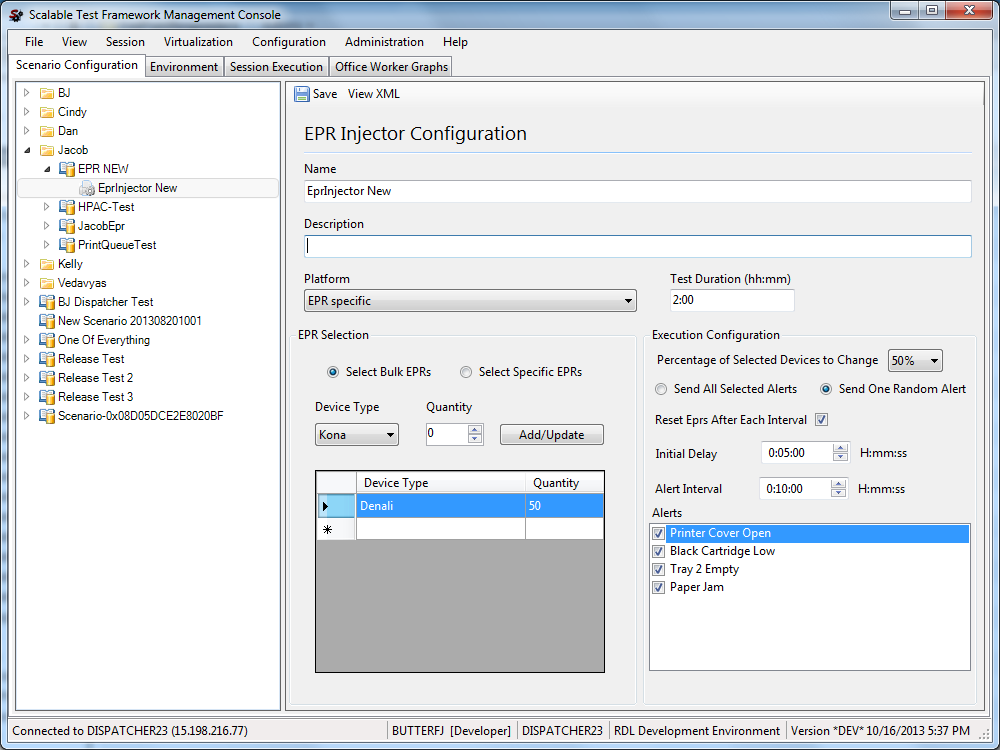 Scalable Test Framework Management Console
File View Session Virtualization Configuration Administration Help
Scenario Configuration Environment Session Execution Office Worker Graphs
BJ
Cindy
Dan
Jacob
EPR NEW
EprInjector New
HPAC-Test
JacobEpr
PrintQueueTest
Kelly
Vedavyas
BJ Dispatcher Test
New Scenario 201308201001
One Of Everything
Release Test
Release Test 2
Release Test 3
Scenario-0x08D05DCE2E8020BF
Save View XML
EPR Injector Configuration
Name
EprInjector New
Description
Platform Test Duration (hh:mm)
EPR specific 2:00
EPR Selection
Select Bulk EPRs Select Specific EPRs
Device Type Quantity
Kona 0 Add/Update
Device Type Quantity
Denali 50
Execution Configuration
Percentage of Selected Devices to Change 50%
Send All Selected Alerts Send One Random Alert
Reset Eprs After Each Interval
Initial Delay 0:05:00 H:mm:ss
Alert Interval 0:10:00 H:mm:ss
Alerts
Printer Cover Open
Black Cartridge Low
Tray 2 Empty
Paper Jam
Connected to DISPATCHER23 (15.198.216.77) BUTTERFJ [Developer] DISPATCHER23 RDL Development Environment Version *DEV* 10/16/2013 5:37 PM